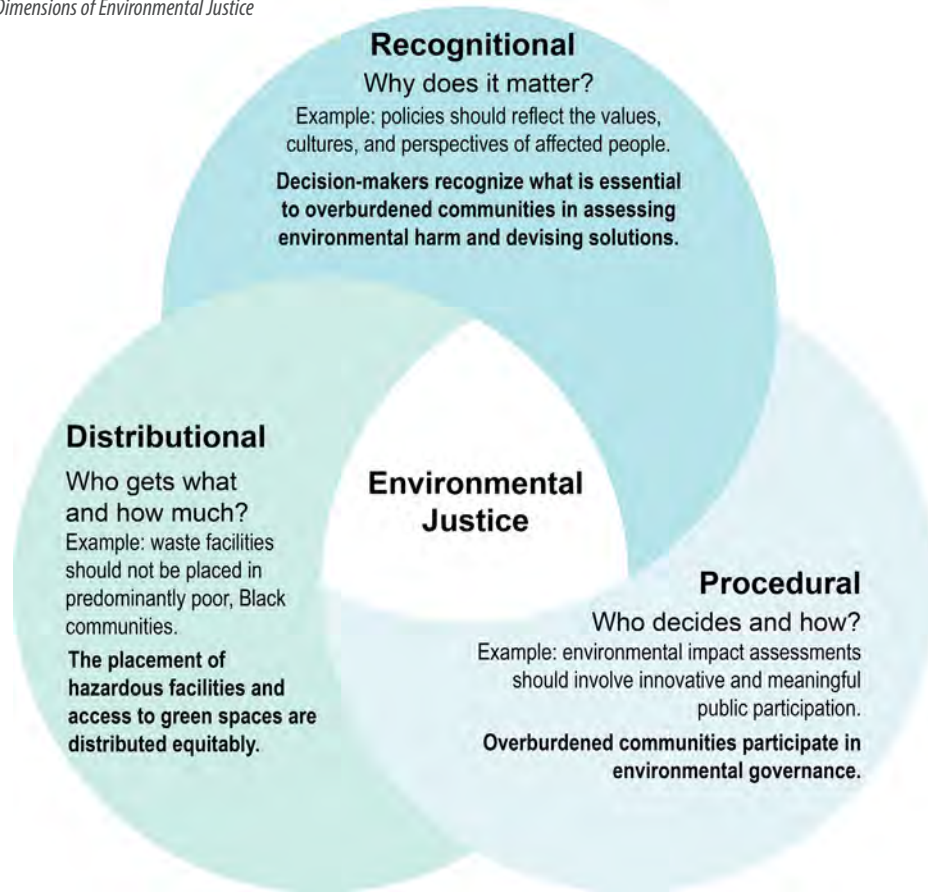 Dimensions of Environmental Justice
Recognitional
Why does it matter?
Example: policies should reflect the values,
cultures, and perspectives of affected people.
Decision-makers recognize what is essential
to overburdened communities in assessing
environmental harm and devising solutions.
Distributional
Who gets what
and how much?
Example: waste facilities
should not be placed in
predominantly poor, Black
communities.
The placement of
hazardous facilities and
access to green spaces are
distributed equitably.
Environmental
Justice
Procedural
Who decides and how?
Example: environmental impact assessments
should involve innovative and meaningful
public participation.
Overburdened communities participate in
environmental governance.